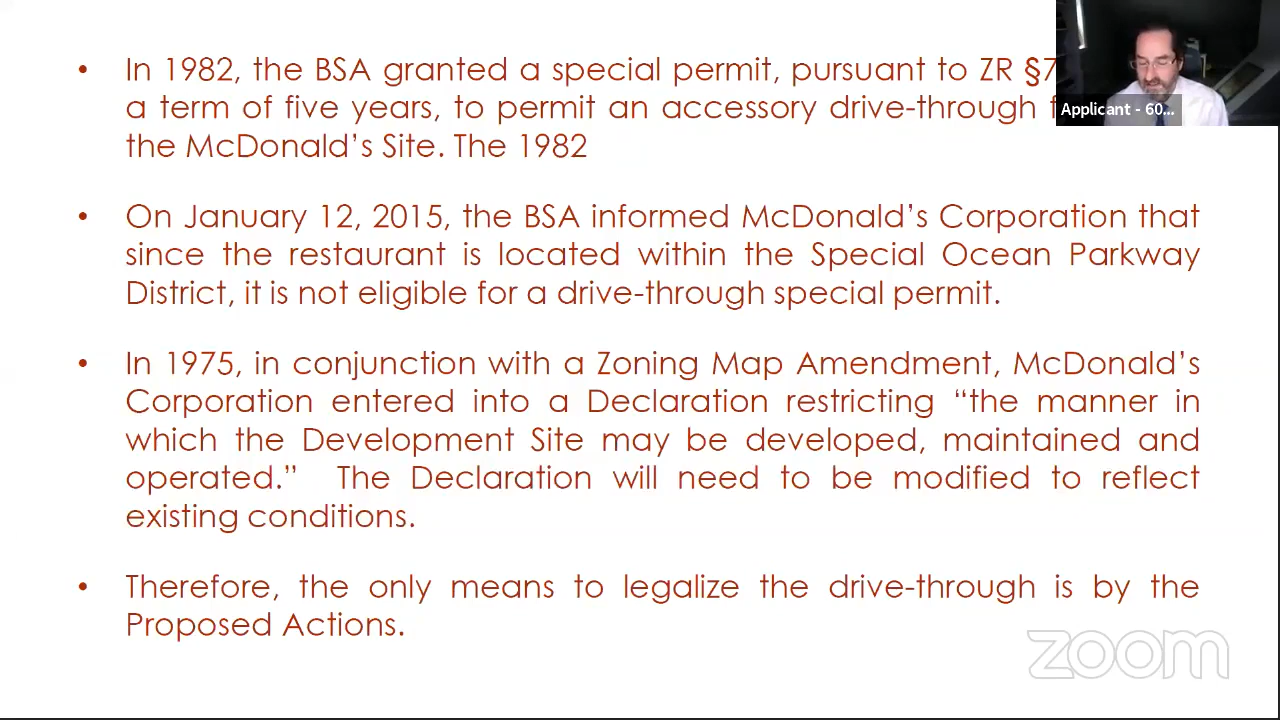 • In 1982, the BSA granted a special permit, pursuant to ZR §7
a term of five years, to permit an accessory drive-through
the McDonald’s Site. The 1982
• On January 12, 2015, the BSA informed McDonald’s Corporation that
since the restaurant is located within the Special Ocean Parkway
District, it is not eligible for a drive-through special permit.
• In 1975, in conjunction with a Zoning Map Amendment, McDonald’s
Corporation entered into a Declaration restricting “the manner in
which the Development Site may be developed, maintained and
operated.” The Declaration will need to be modified to reflect
existing conditions.
• Therefore, the only means to legalize the drive-through is by the
Proposed Actions.
Applicant - 60...
zoom